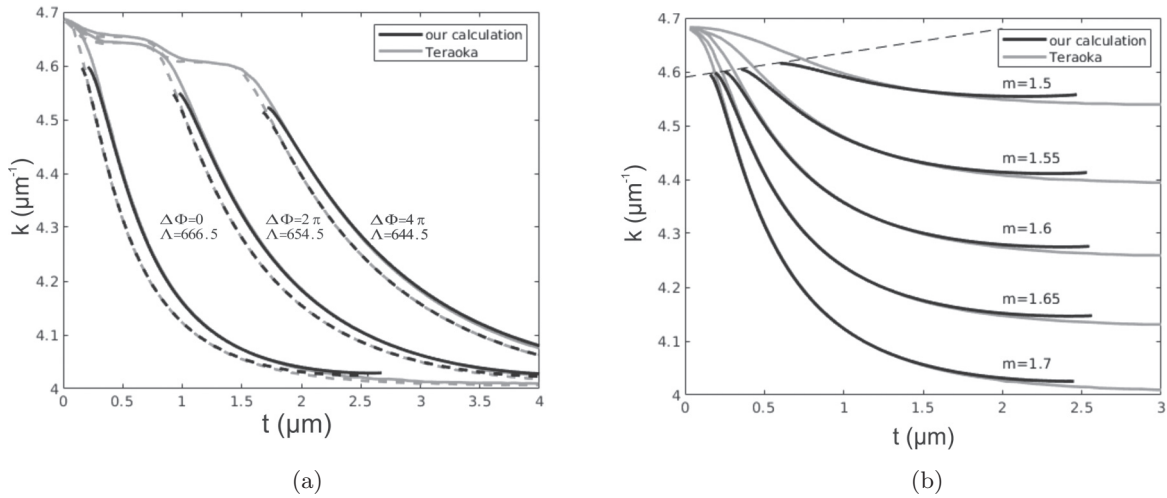 4.7
4.6
4.5
4.4
4.3
4.2
4.1
4
k (μm⁻¹)
our calculation
Teraoka
ΔΦ=0
Λ=666.5
ΔΦ=2π
Λ=654.5
ΔΦ=4π
Λ=644.5
0 0.5 1 1.5 2 2.5 3 3.5 4
t (μm)
(a)
4.7
4.6
4.5
4.4
4.3
4.2
4.1
4
k (μm⁻¹)
our calculation
Teraoka
m=1.5
m=1.55
m=1.6
m=1.65
m=1.7
0 0.5 1 1.5 2 2.5 3
t (μm)
(b)